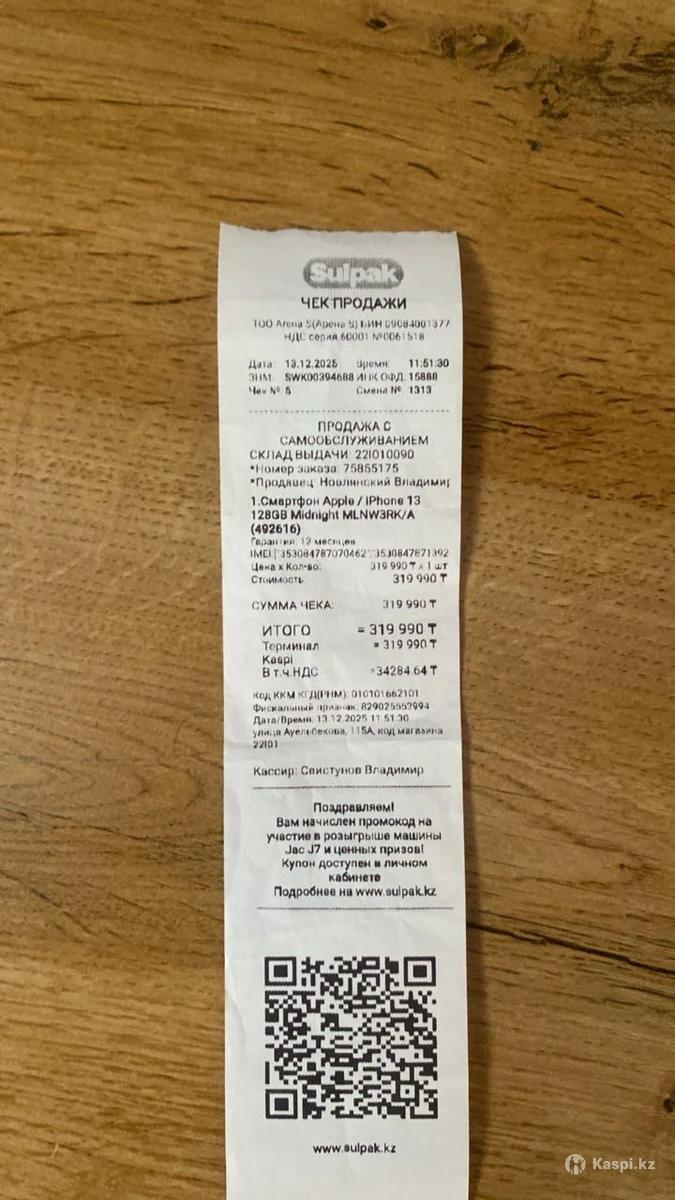 Sulpak
ЧЕК ПРОДАЖИ
ТОО Arena S(Арена S) БИН 09084001377
НДС серия 60001 №0061518
Дата: 13.12.2025 Время: 11:51:30
ЗНМ: SWK00394688 ИНК ОФД: 15888
Чек №: 5 Смена №: 1313
ПРОДАЖА С
САМООБСЛУЖИВАНИЕМ
СКЛАД ВЫДАЧИ: 22I010090
*Номер заказа: 75855175
*Продавец: Новлянский Владимир
1.Смартфон Apple / iPhone 13
128GB Midnight MLNW3RK/A
(492616)
Гарантия: 12 месяцев
IMEI
Цена х Кол-во: 319 990 ₸ x 1 шт
Стоимость 319 990 ₸
СУММА ЧЕКА: 319 990 ₸
ИТОГО = 319 990 ₸
Терминал = 319 990 ₸
Kaspi
В т.ч.НДС =34284.64 ₸
Код ККМ КГД(РНМ): 010101662101
Фискальный признак: 829025552994
Дата/Время: 13.12.2025 11:51:30
улица Ауельбекова, 115А, код магазина
22I01
Кассир: Свистунов Владимир
Поздравляем!
Вам начислен промокод на
участие в розыгрыше машины
Jac J7 и ценных призов!
Купон доступен в личном
кабинете
Подробнее на www.sulpak.kz
www.sulpak.kz
Kaspi.kz